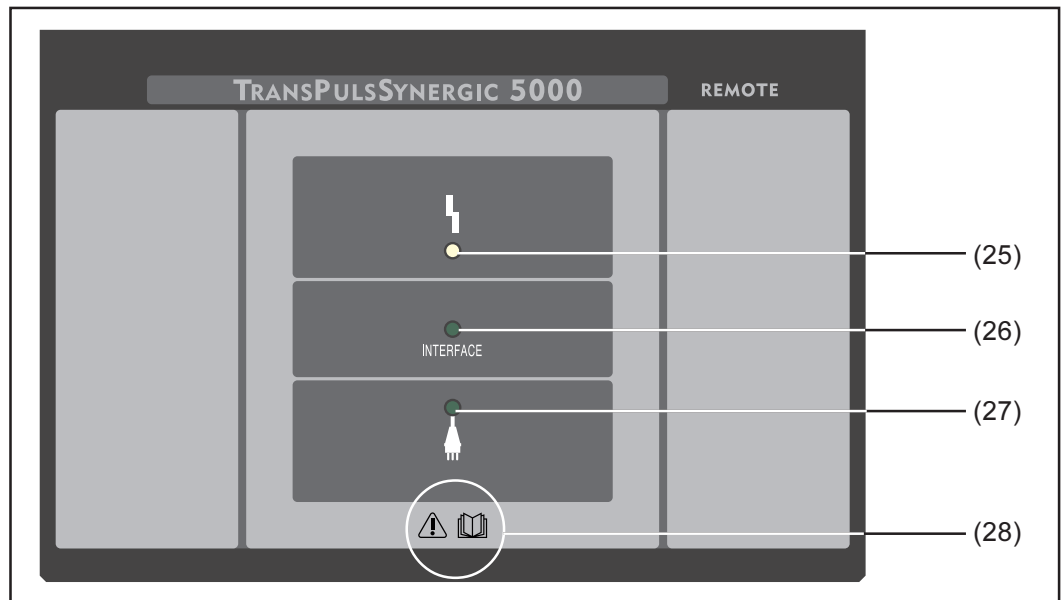 TRANSPULSSYNERGIC 5000 REMOTE
(25)
(26)
INTERFACE
(27)
(28)